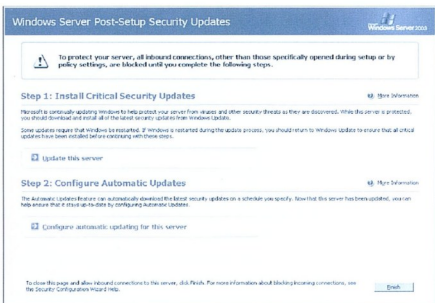 Windows Server Post-Setup Security Updates
Windows Server 2003
To protect your server, all inbound connections, other than those specifically opened during setup or by
policy settings, are blocked until you complete the following steps.
Step 1: Install Critical Security Updates
More Information
Microsoft is continually updating Windows to help protect your server from viruses and other security threats as they are discovered. While this server is protected,
you should download and install all of the latest security updates from Windows Update.
Some updates require that Windows be restarted. If Windows is restarted during the update process, you should return to Windows Update to ensure that all critical
updates have been installed before continuing with these steps.
Update this server
Step 2: Configure Automatic Updates
More Information
The Automatic Updates feature can automatically download the latest security updates on a schedule you specify. Now that this server has been updated, you can
help ensure that it stays up-to-date by configuring Automatic Updates.
Configure automatic updating for this server
To close this page and allow inbound connections to this server, click Finish. For more information about blocking incoming connections, see
the Security Configuration Wizard Help.
Finish